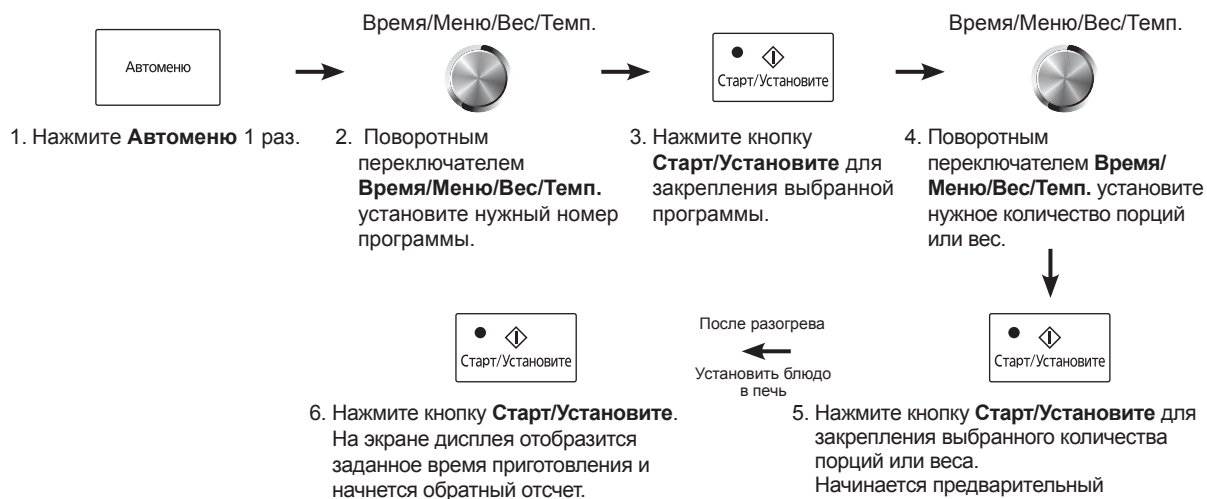 Автоменю
1. Нажмите Автоменю 1 раз.
Время/Меню/Вес/Темп.
2. Поворотным
переключателем
Время/Меню/Вес/Темп.
установите нужный номер
программы.
Старт/Установите
3. Нажмите кнопку
Старт/Установите для
закрепления выбранной
программы.
Время/Меню/Вес/Темп.
4. Поворотным
переключателем Время/
Меню/Вес/Темп. установите
нужное количество порций
или вес.
Старт/Установите
5. Нажмите кнопку Старт/Установите для
закрепления выбранного количества
порций или веса.
Начинается предварительный
После разогрева
Установить блюдо
в печь
Старт/Установите
6. Нажмите кнопку Старт/Установите.
На экране дисплея отобразится
заданное время приготовления и
начнется обратный отсчет.